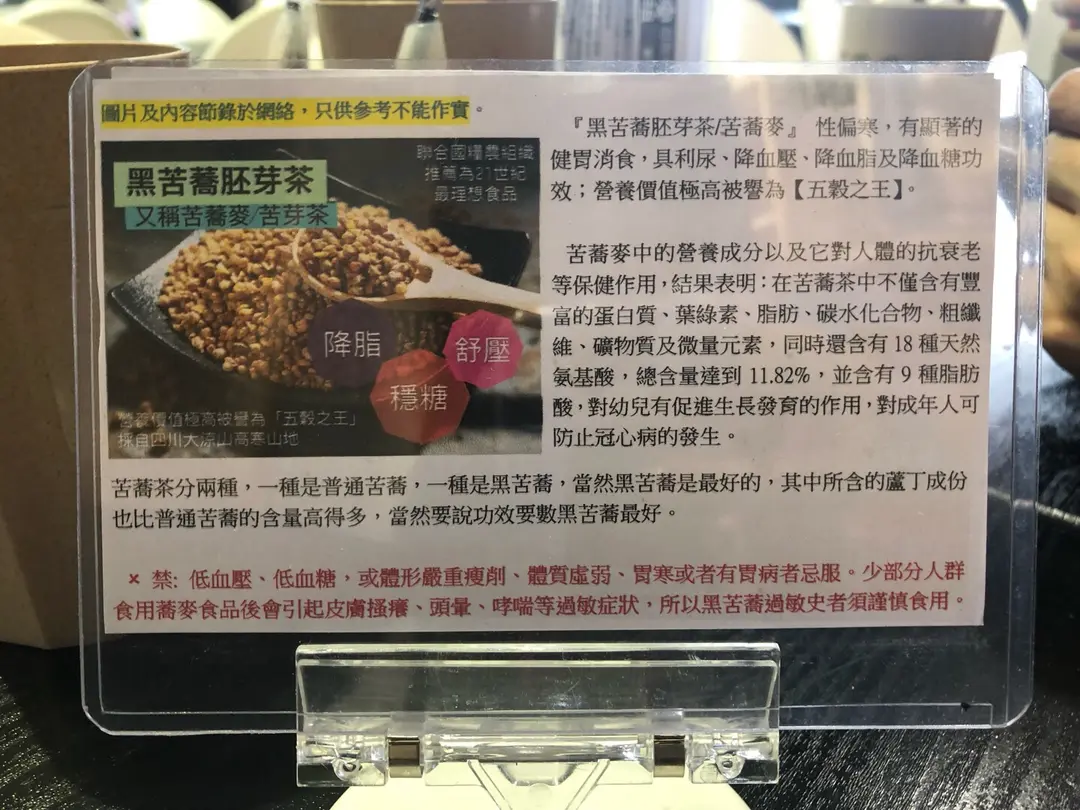 圖片及內容節錄於網絡，只供參考不能作實。
聯合國糧農組織
推薦為21世紀
最理想食品
黑苦蕎胚芽茶
又稱苦蕎麥/苦芽茶
降脂
舒壓
穩糖
營養價值極高被譽為「五穀之王」
採自四川大涼山高寒山地
『黑苦蕎胚芽茶/苦蕎麥』 性偏寒，有顯著的
健胃消食，具利尿、降血壓、降血脂及降血糖功
效；營養價值極高被譽為【五穀之王】。
苦蕎麥中的營養成分以及它對人體的抗衰老
等保健作用，結果表明：在苦蕎茶中不僅含有豐
富的蛋白質、葉綠素、脂肪、碳水化合物、粗纖
維、礦物質及微量元素，同時還含有 18 種天然
氨基酸，總含量達到 11.82%，並含有 9 種脂肪
酸，對幼兒有促進生長發育的作用，對成年人可
防止冠心病的發生。
苦蕎茶分兩種，一種是普通苦蕎，一種是黑苦蕎，當然黑苦蕎是最好的，其中所含的蘆丁成份
也比普通苦蕎的含量高得多，當然要說功效要數黑苦蕎最好。
× 禁: 低血壓、低血糖，或體形嚴重瘦削、體質虛弱、胃寒或者有胃病者忌服。少部分人群
食用蕎麥食品後會引起皮膚搔癢、頭暈、哮喘等過敏症狀，所以黑苦蕎過敏史者須謹慎食用。